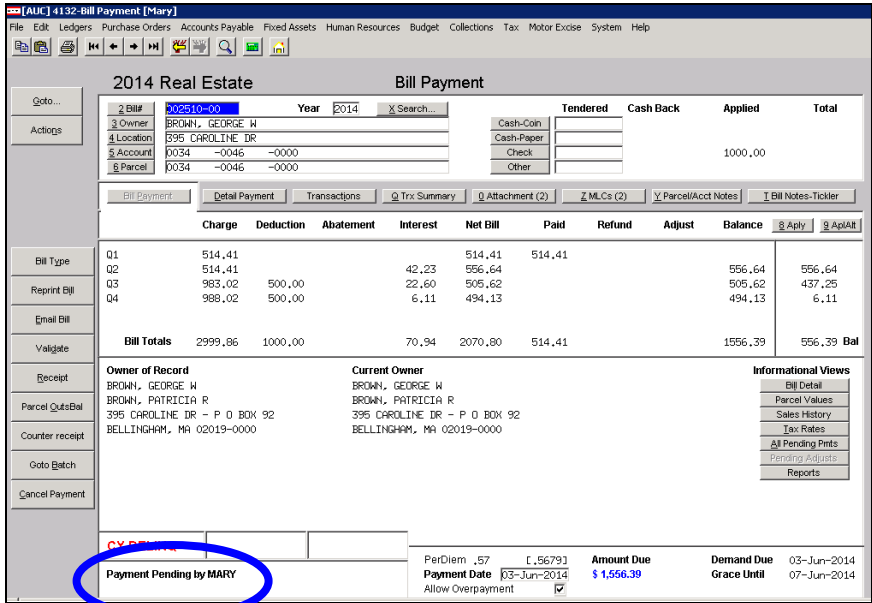 [AUC] 4132-Bill Payment [Mary]
File Edit Ledgers Purchase Orders Accounts Payable Fixed Assets Human Resources Budget Collections Tax Motor Excise System Help
2014 Real Estate Bill Payment
Goto...
Actions
2 Bill# 002510-00 Year 2014 X Search... Tendered Cash Back Applied Total
3 Owner BROWN, GEORGE W Cash-Coin
4 Location 395 CAROLINE DR Cash-Paper
5 Account 0034 -0046 -0000 Check 1000.00
6 Parcel 0034 -0046 -0000 Other
Bill Payment Detail Payment Transactions Q Trx Summary 0 Attachment (2) Z MLCs (2) Y Parcel/Acct Notes I Bill Notes-Tickler
Charge Deduction Abatement Interest Net Bill Paid Refund Adjust Balance 8 Aply 9 AplAlt
Q1 514.41 514.41 514.41
Q2 514.41 42.23 556.64 556.64 556.64
Q3 983.02 500.00 22.60 505.62 505.62 437.25
Q4 988.02 500.00 6.11 494.13 494.13 6.11
Bill Totals 2999.86 1000.00 70.94 2070.80 514.41 1556.39 556.39 Bal
Bill Type
Reprint Bill
Email Bill
Validate
Receipt
Parcel OutsBal
Counter receipt
Goto Batch
Cancel Payment
Owner of Record
BROWN, GEORGE W
BROWN, PATRICIA R
395 CAROLINE DR - P O BOX 92
BELLINGHAM, MA 02019-0000
Current Owner
BROWN, GEORGE W
BROWN, PATRICIA R
395 CAROLINE DR - P O BOX 92
BELLINGHAM, MA 02019-0000
Informational Views
Bill Detail
Parcel Values
Sales History
Tax Rates
All Pending Pmts
Pending Adjusts
Reports
Payment Pending by MARY
PerDiem .57 [.5679] Amount Due Demand Due 03-Jun-2014
Payment Date 03-Jun-2014 $ 1,556.39 Grace Until 07-Jun-2014
Allow Overpayment